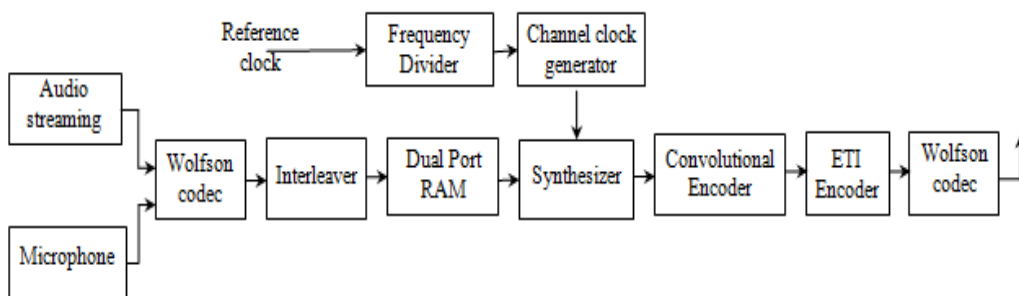 Reference
clock
Frequency
Divider
Channel clock
generator
Audio
streaming
Microphone
Wolfson
codec
Interleaver
Dual Port
RAM
Synthesizer
Convolutional
Encoder
ETI
Encoder
Wolfson
codec